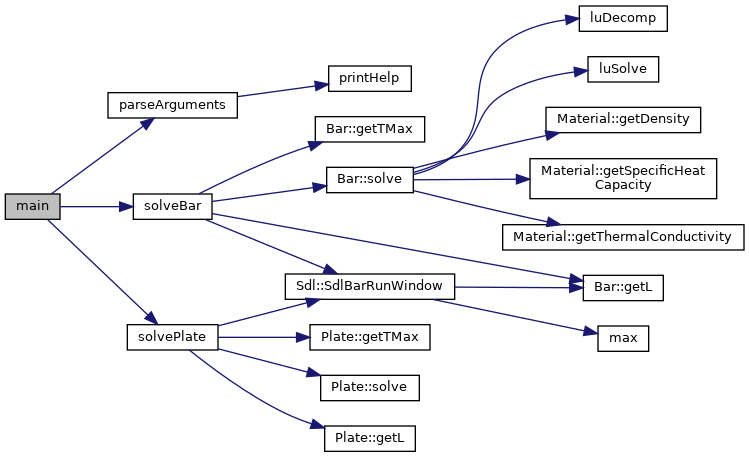 main
parseArguments
solveBar
solvePlate
printHelp
Bar::getTMax
Bar::solve
Sdl::SdlBarRunWindow
Plate::getTMax
Plate::solve
Plate::getL
luDecomp
luSolve
Material::getDensity
Material::getSpecificHeat
Capacity
Material::getThermalConductivity
Bar::getL
max